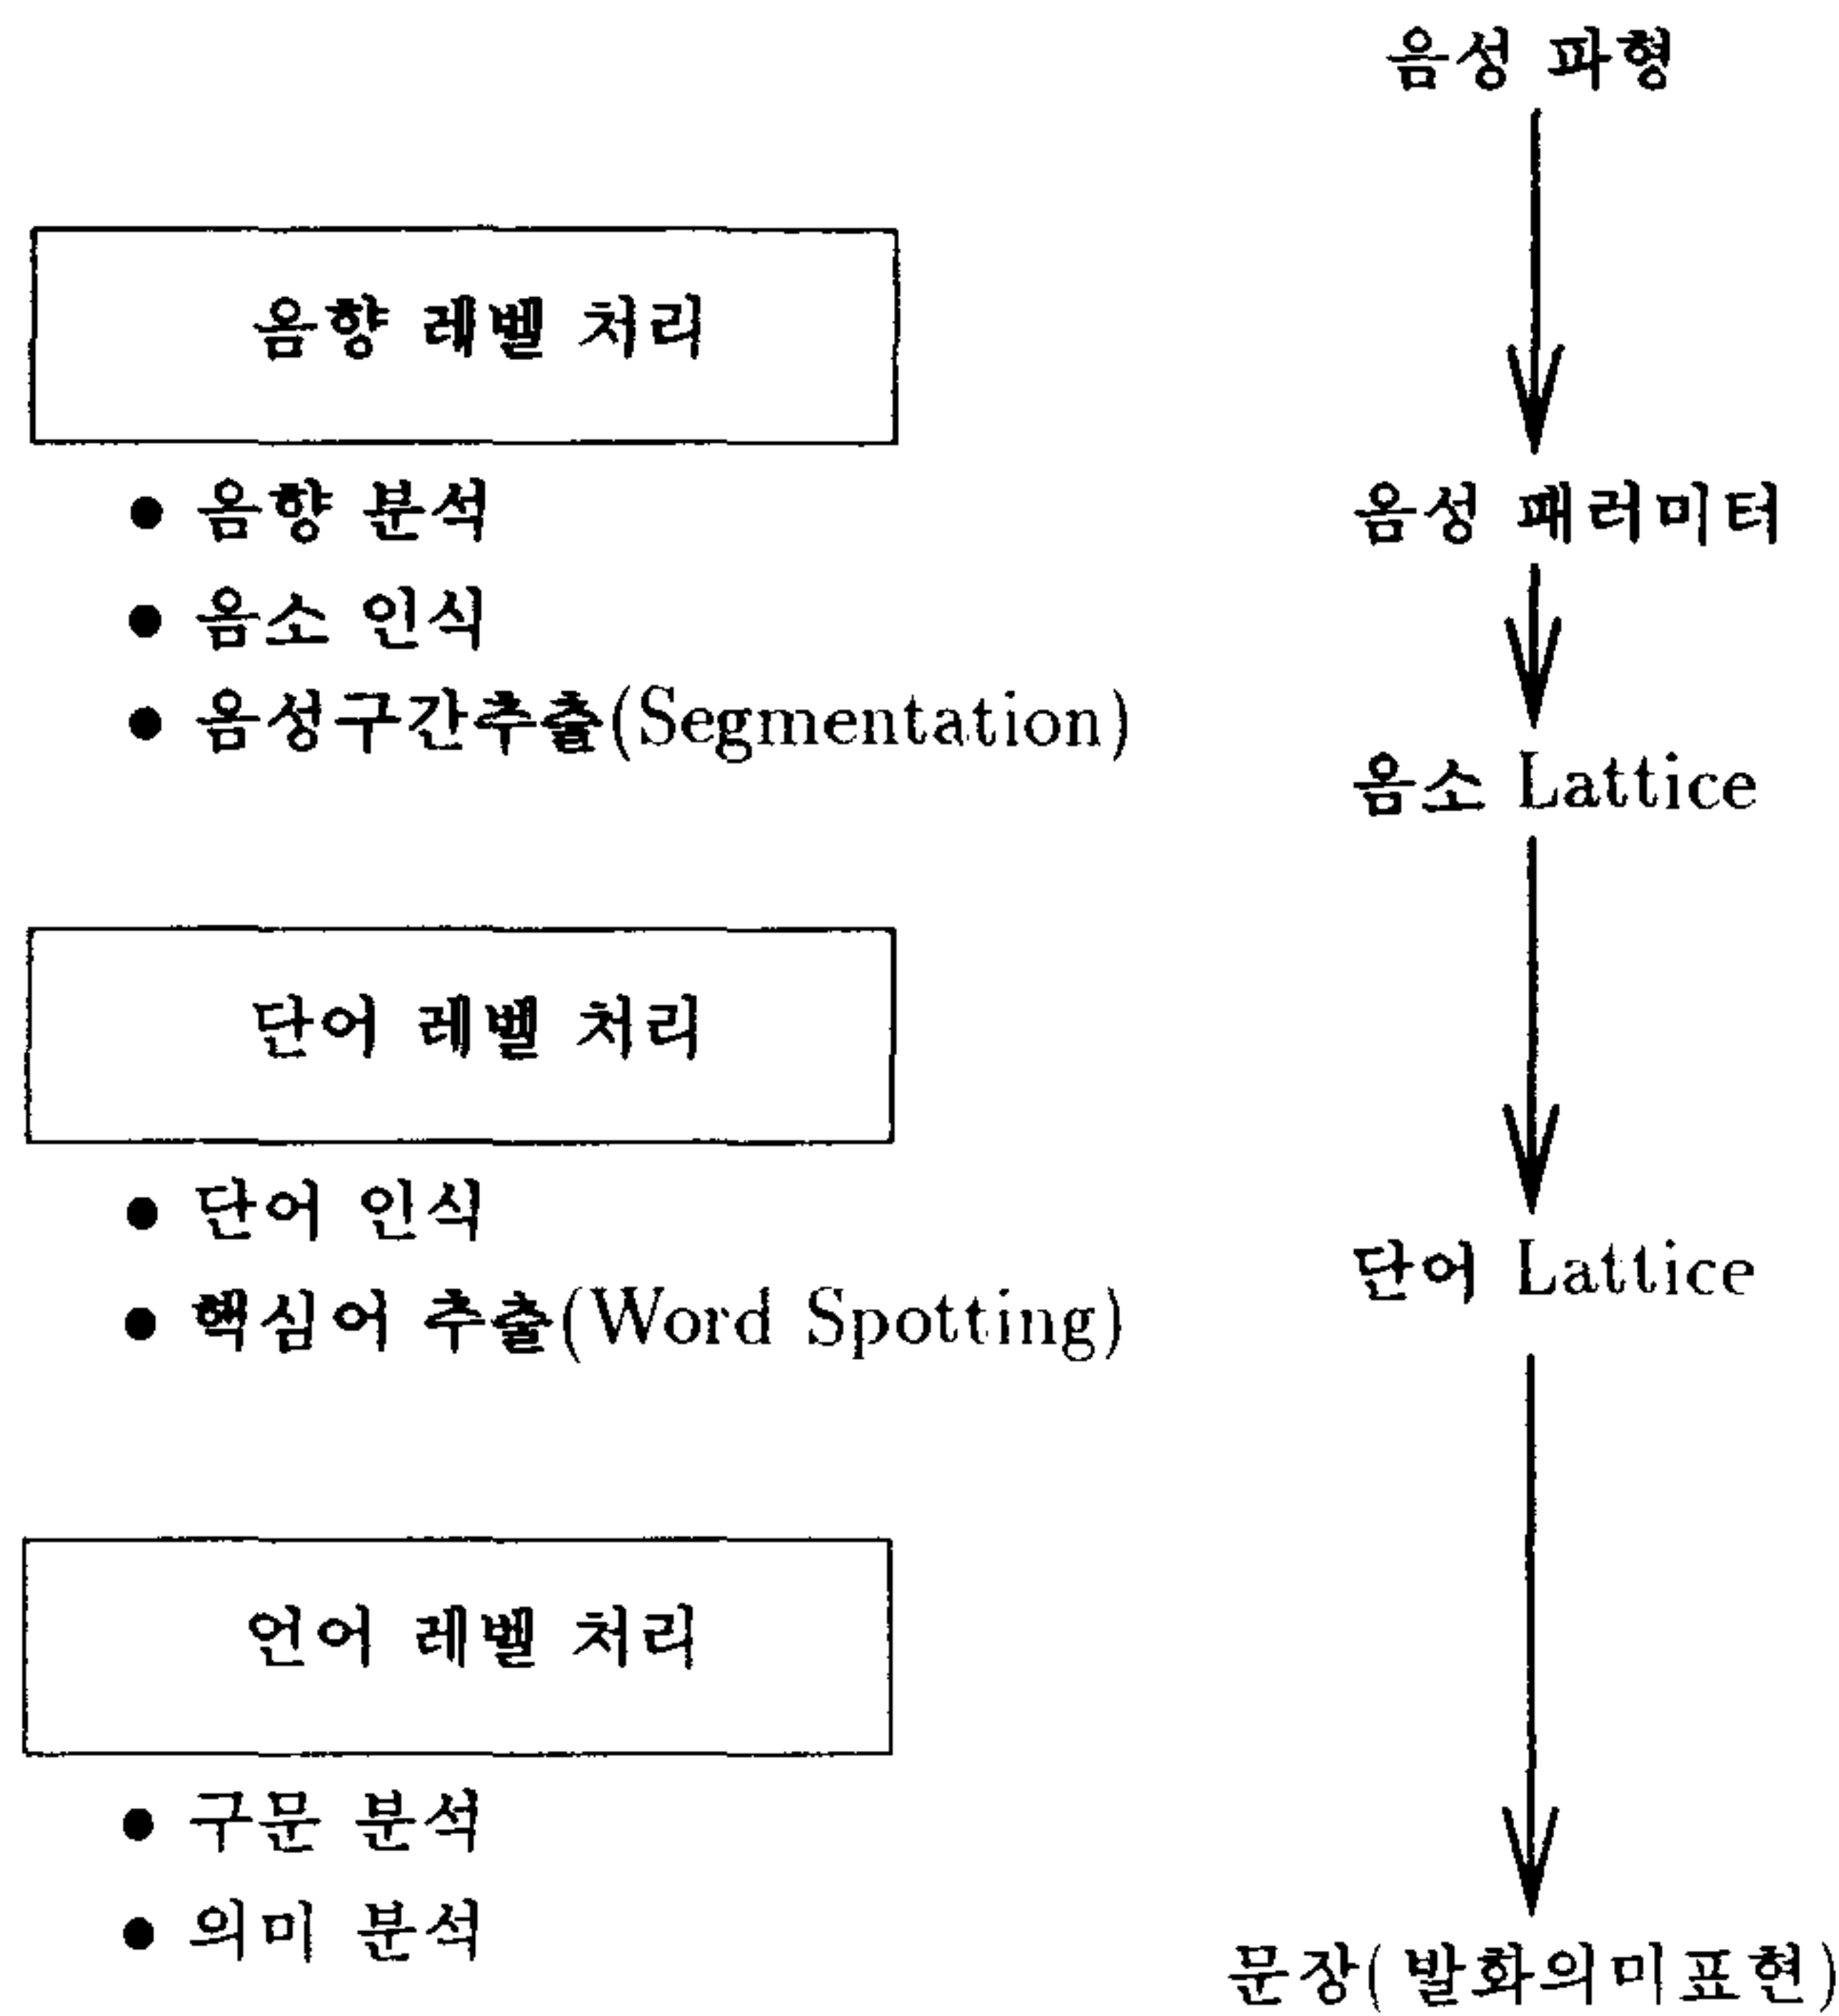 음성 파형
음향 레벨 처리
● 음향 분석
음성 패러미터
● 음소 인식
● 음성구간추출(Segmentation)
음소 Lattice
단어 레벨 처리
● 단어 인식
단어 Lattice
● 핵심어 추출(Word Spotting)
언어 레벨 처리
● 구문 분석
● 의미 분석
문장(발화의미표현)